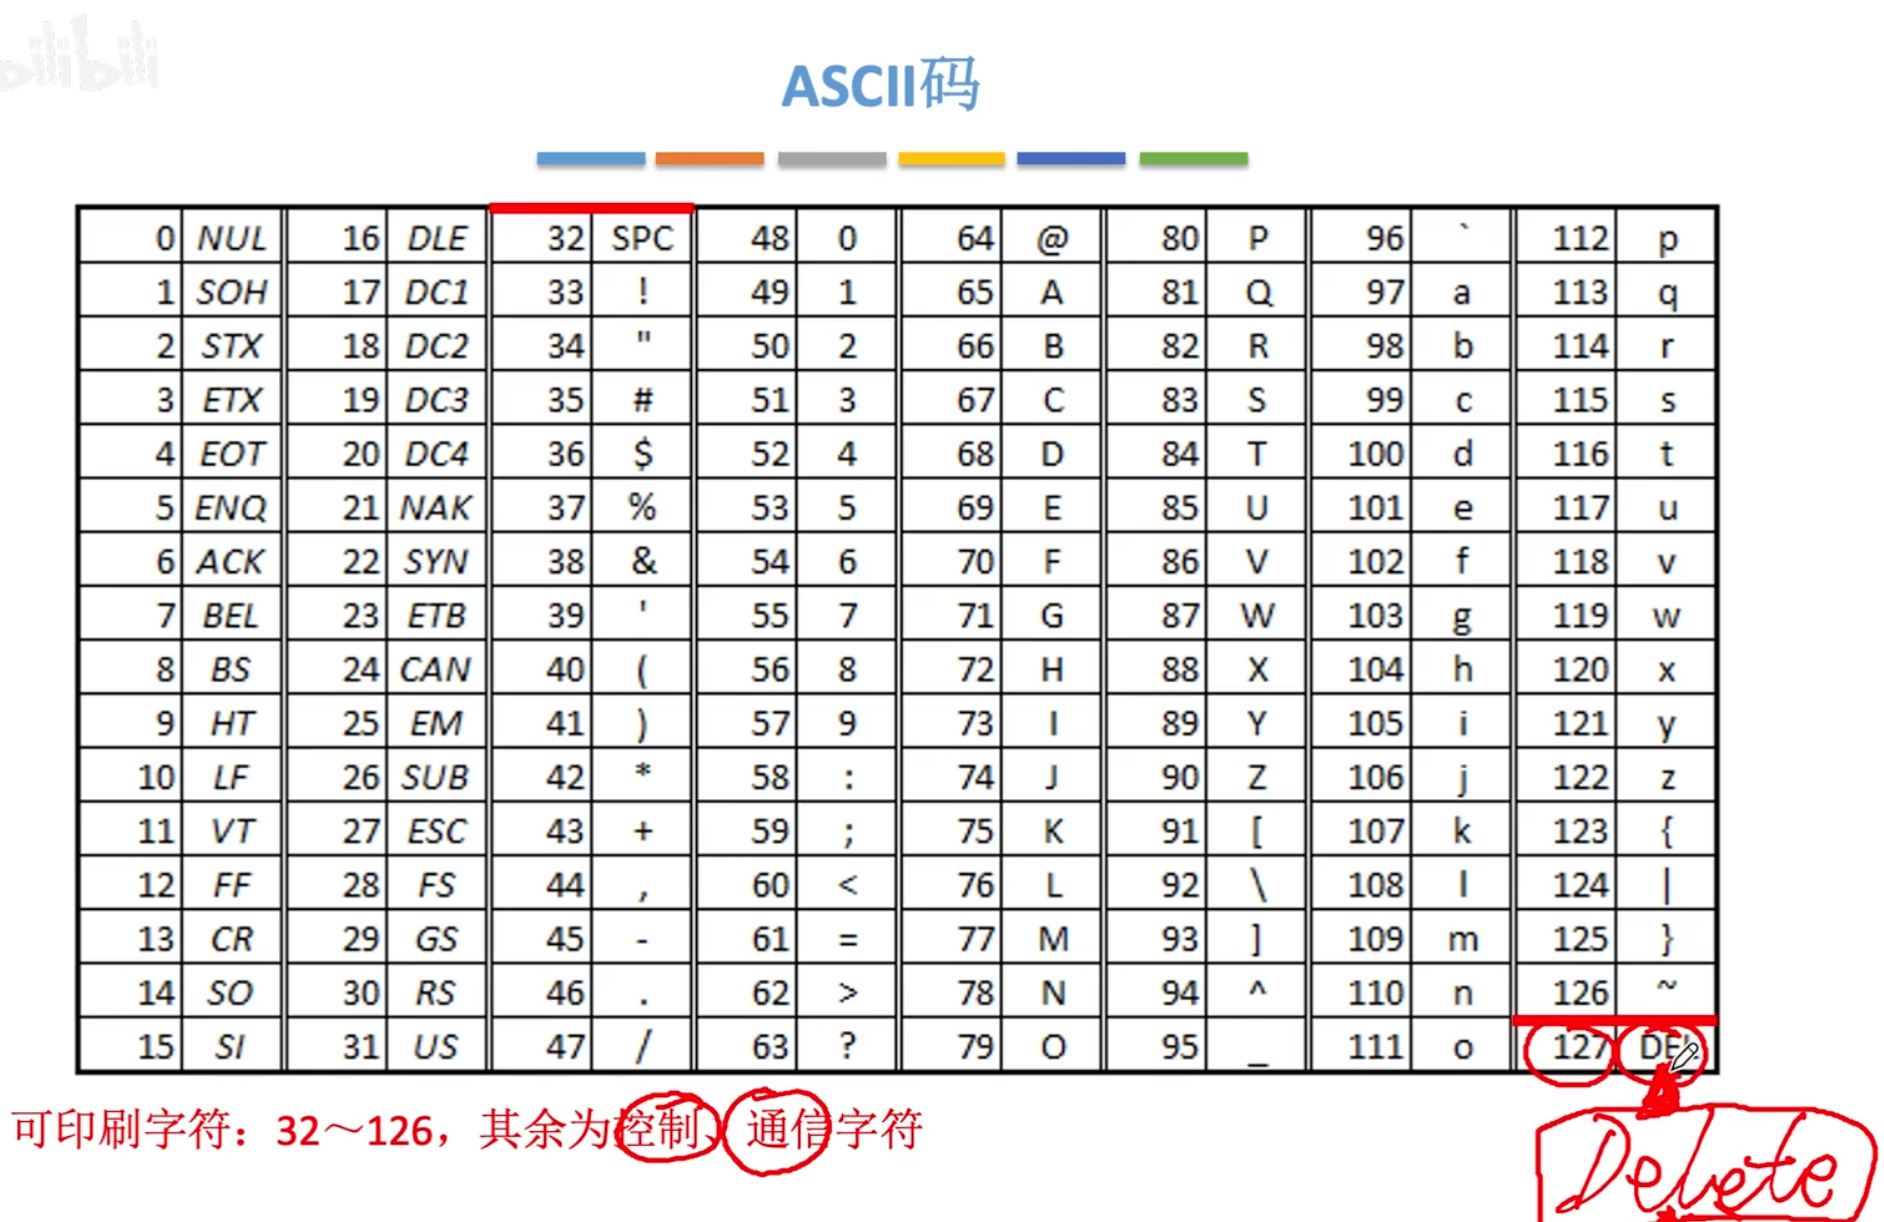 bilibili
ASCII码
0 NUL 16 DLE 32 SPC 48 0 64 @ 80 P 96 ` 112 p
1 SOH 17 DC1 33 ! 49 1 65 A 81 Q 97 a 113 q
2 STX 18 DC2 34 " 50 2 66 B 82 R 98 b 114 r
3 ETX 19 DC3 35 # 51 3 67 C 83 S 99 c 115 s
4 EOT 20 DC4 36 $ 52 4 68 D 84 T 100 d 116 t
5 ENQ 21 NAK 37 % 53 5 69 E 85 U 101 e 117 u
6 ACK 22 SYN 38 & 54 6 70 F 86 V 102 f 118 v
7 BEL 23 ETB 39 ' 55 7 71 G 87 W 103 g 119 w
8 BS 24 CAN 40 ( 56 8 72 H 88 X 104 h 120 x
9 HT 25 EM 41 ) 57 9 73 I 89 Y 105 i 121 y
10 LF 26 SUB 42 * 58 : 74 J 90 Z 106 j 122 z
11 VT 27 ESC 43 + 59 ; 75 K 91 [ 107 k 123 {
12 FF 28 FS 44 , 60 < 76 L 92 \ 108 l 124 |
13 CR 29 GS 45 - 61 = 77 M 93 ] 109 m 125 }
14 SO 30 RS 46 . 62 > 78 N 94 ^ 110 n 126 ~
15 SI 31 US 47 / 63 ? 79 O 95 _ 111 o 127 DEL
可印刷字符：32～126，其余为控制、通信字符
Delete